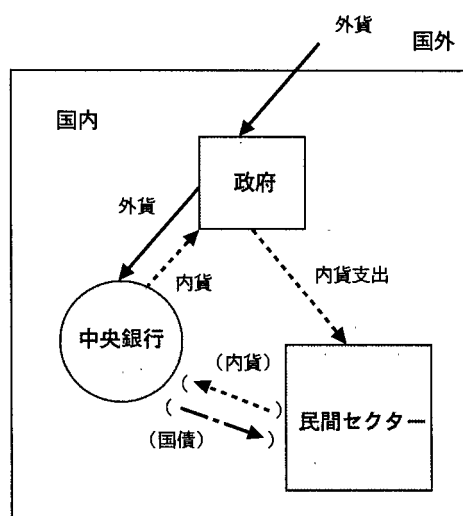 外貨
国外
国内
政府
外貨
内貨
内貨支出
中央銀行
（内貨）
民間セクター
（国債）